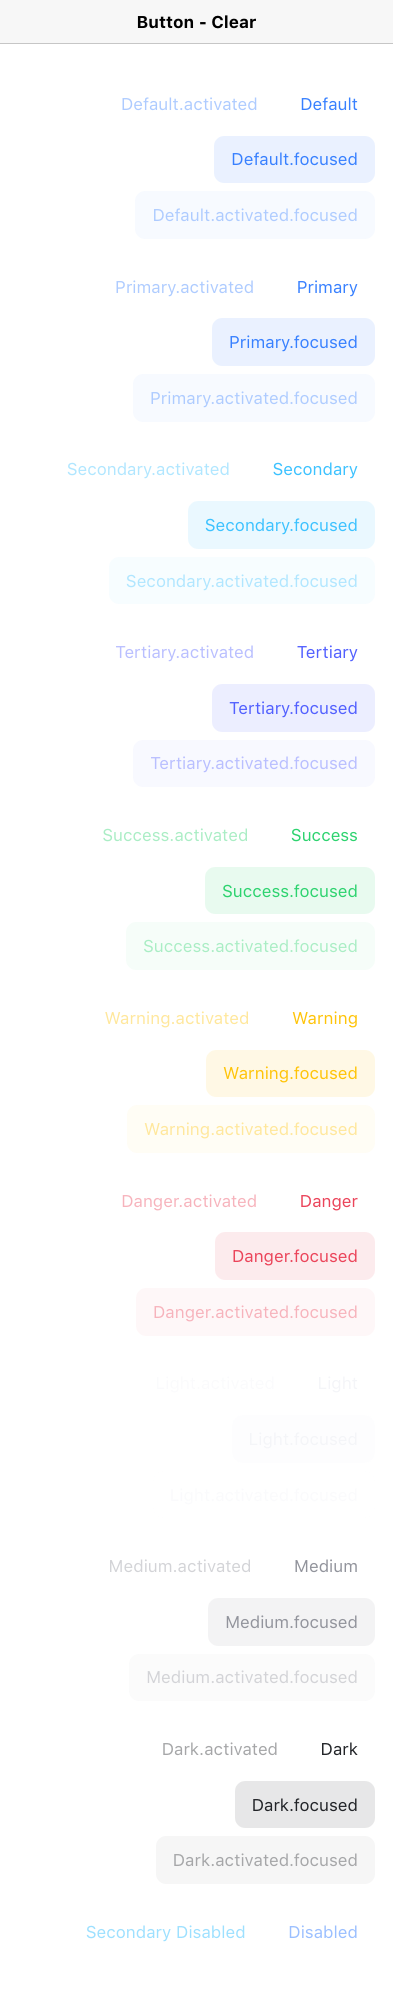 Button - Clear
Default.activated Default
Default.focused
Default.activated.focused
Primary.activated Primary
Primary.focused
Primary.activated.focused
Secondary.activated Secondary
Secondary.focused
Secondary.activated.focused
Tertiary.activated Tertiary
Tertiary.focused
Tertiary.activated.focused
Success.activated Success
Success.focused
Success.activated.focused
Warning.activated Warning
Warning.focused
Warning.activated.focused
Danger.activated Danger
Danger.focused
Danger.activated.focused
Light.activated Light
Light.focused
Light.activated.focused
Medium.activated Medium
Medium.focused
Medium.activated.focused
Dark.activated Dark
Dark.focused
Dark.activated.focused
Secondary Disabled Disabled